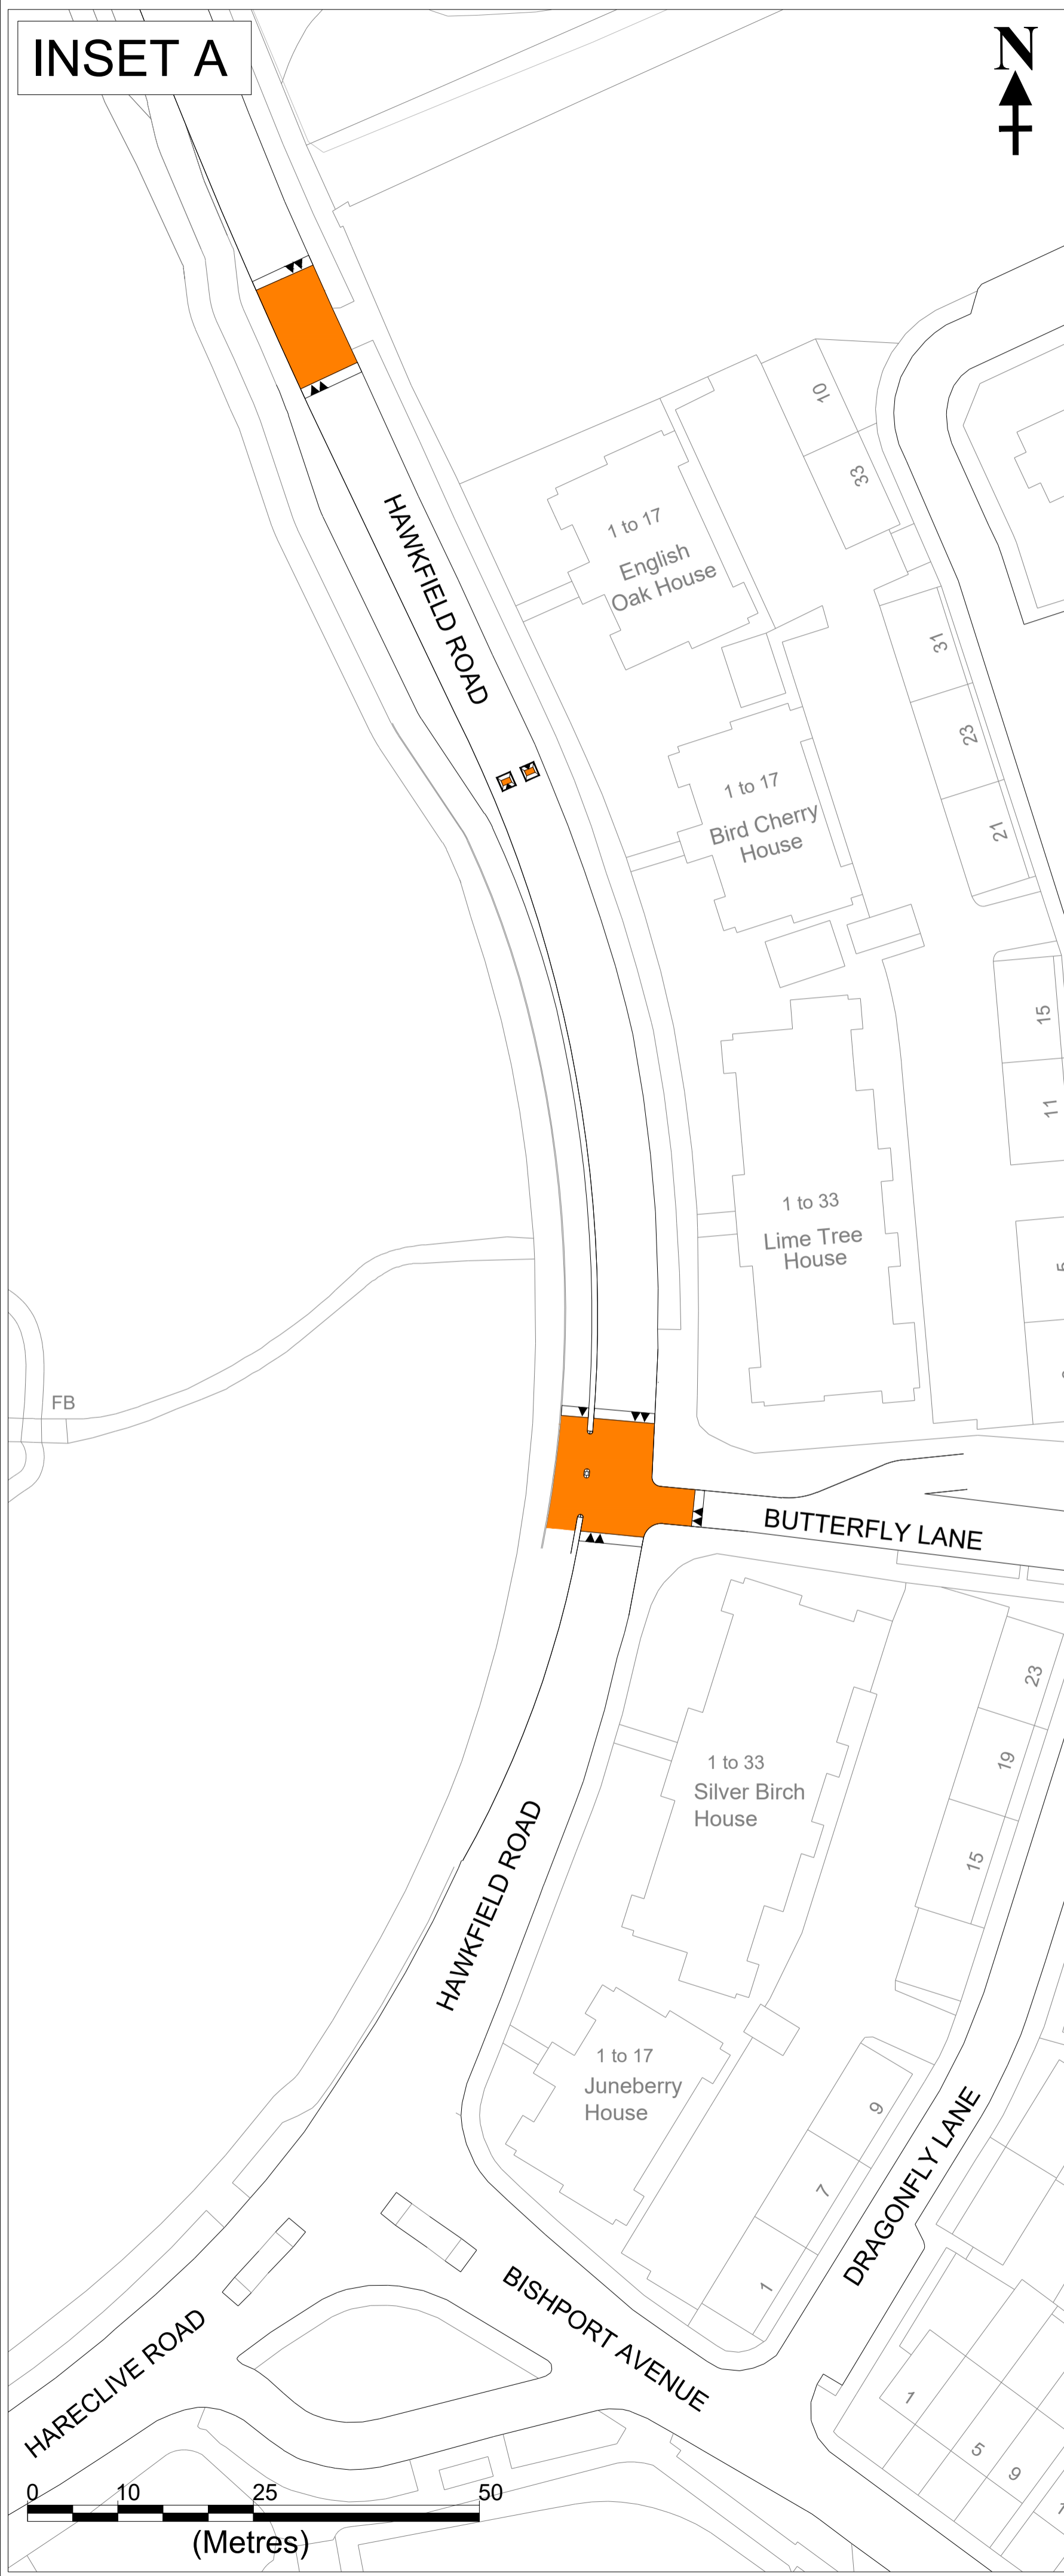 INSET A
N
10
33
HAWKFIELD ROAD
1 to 17
English
Oak House
31
23
21
1 to 17
Bird Cherry
House
15
11
1 to 33
Lime Tree
House
FB
BUTTERFLY LANE
23
19
15
1 to 33
Silver Birch
House
HAWKFIELD ROAD
1 to 17
Juneberry
House
9
7
1
DRAGONFLY LANE
BISHPORT AVENUE
HARECLIVE ROAD
1
5
9
0 10 25 50
(Metres)